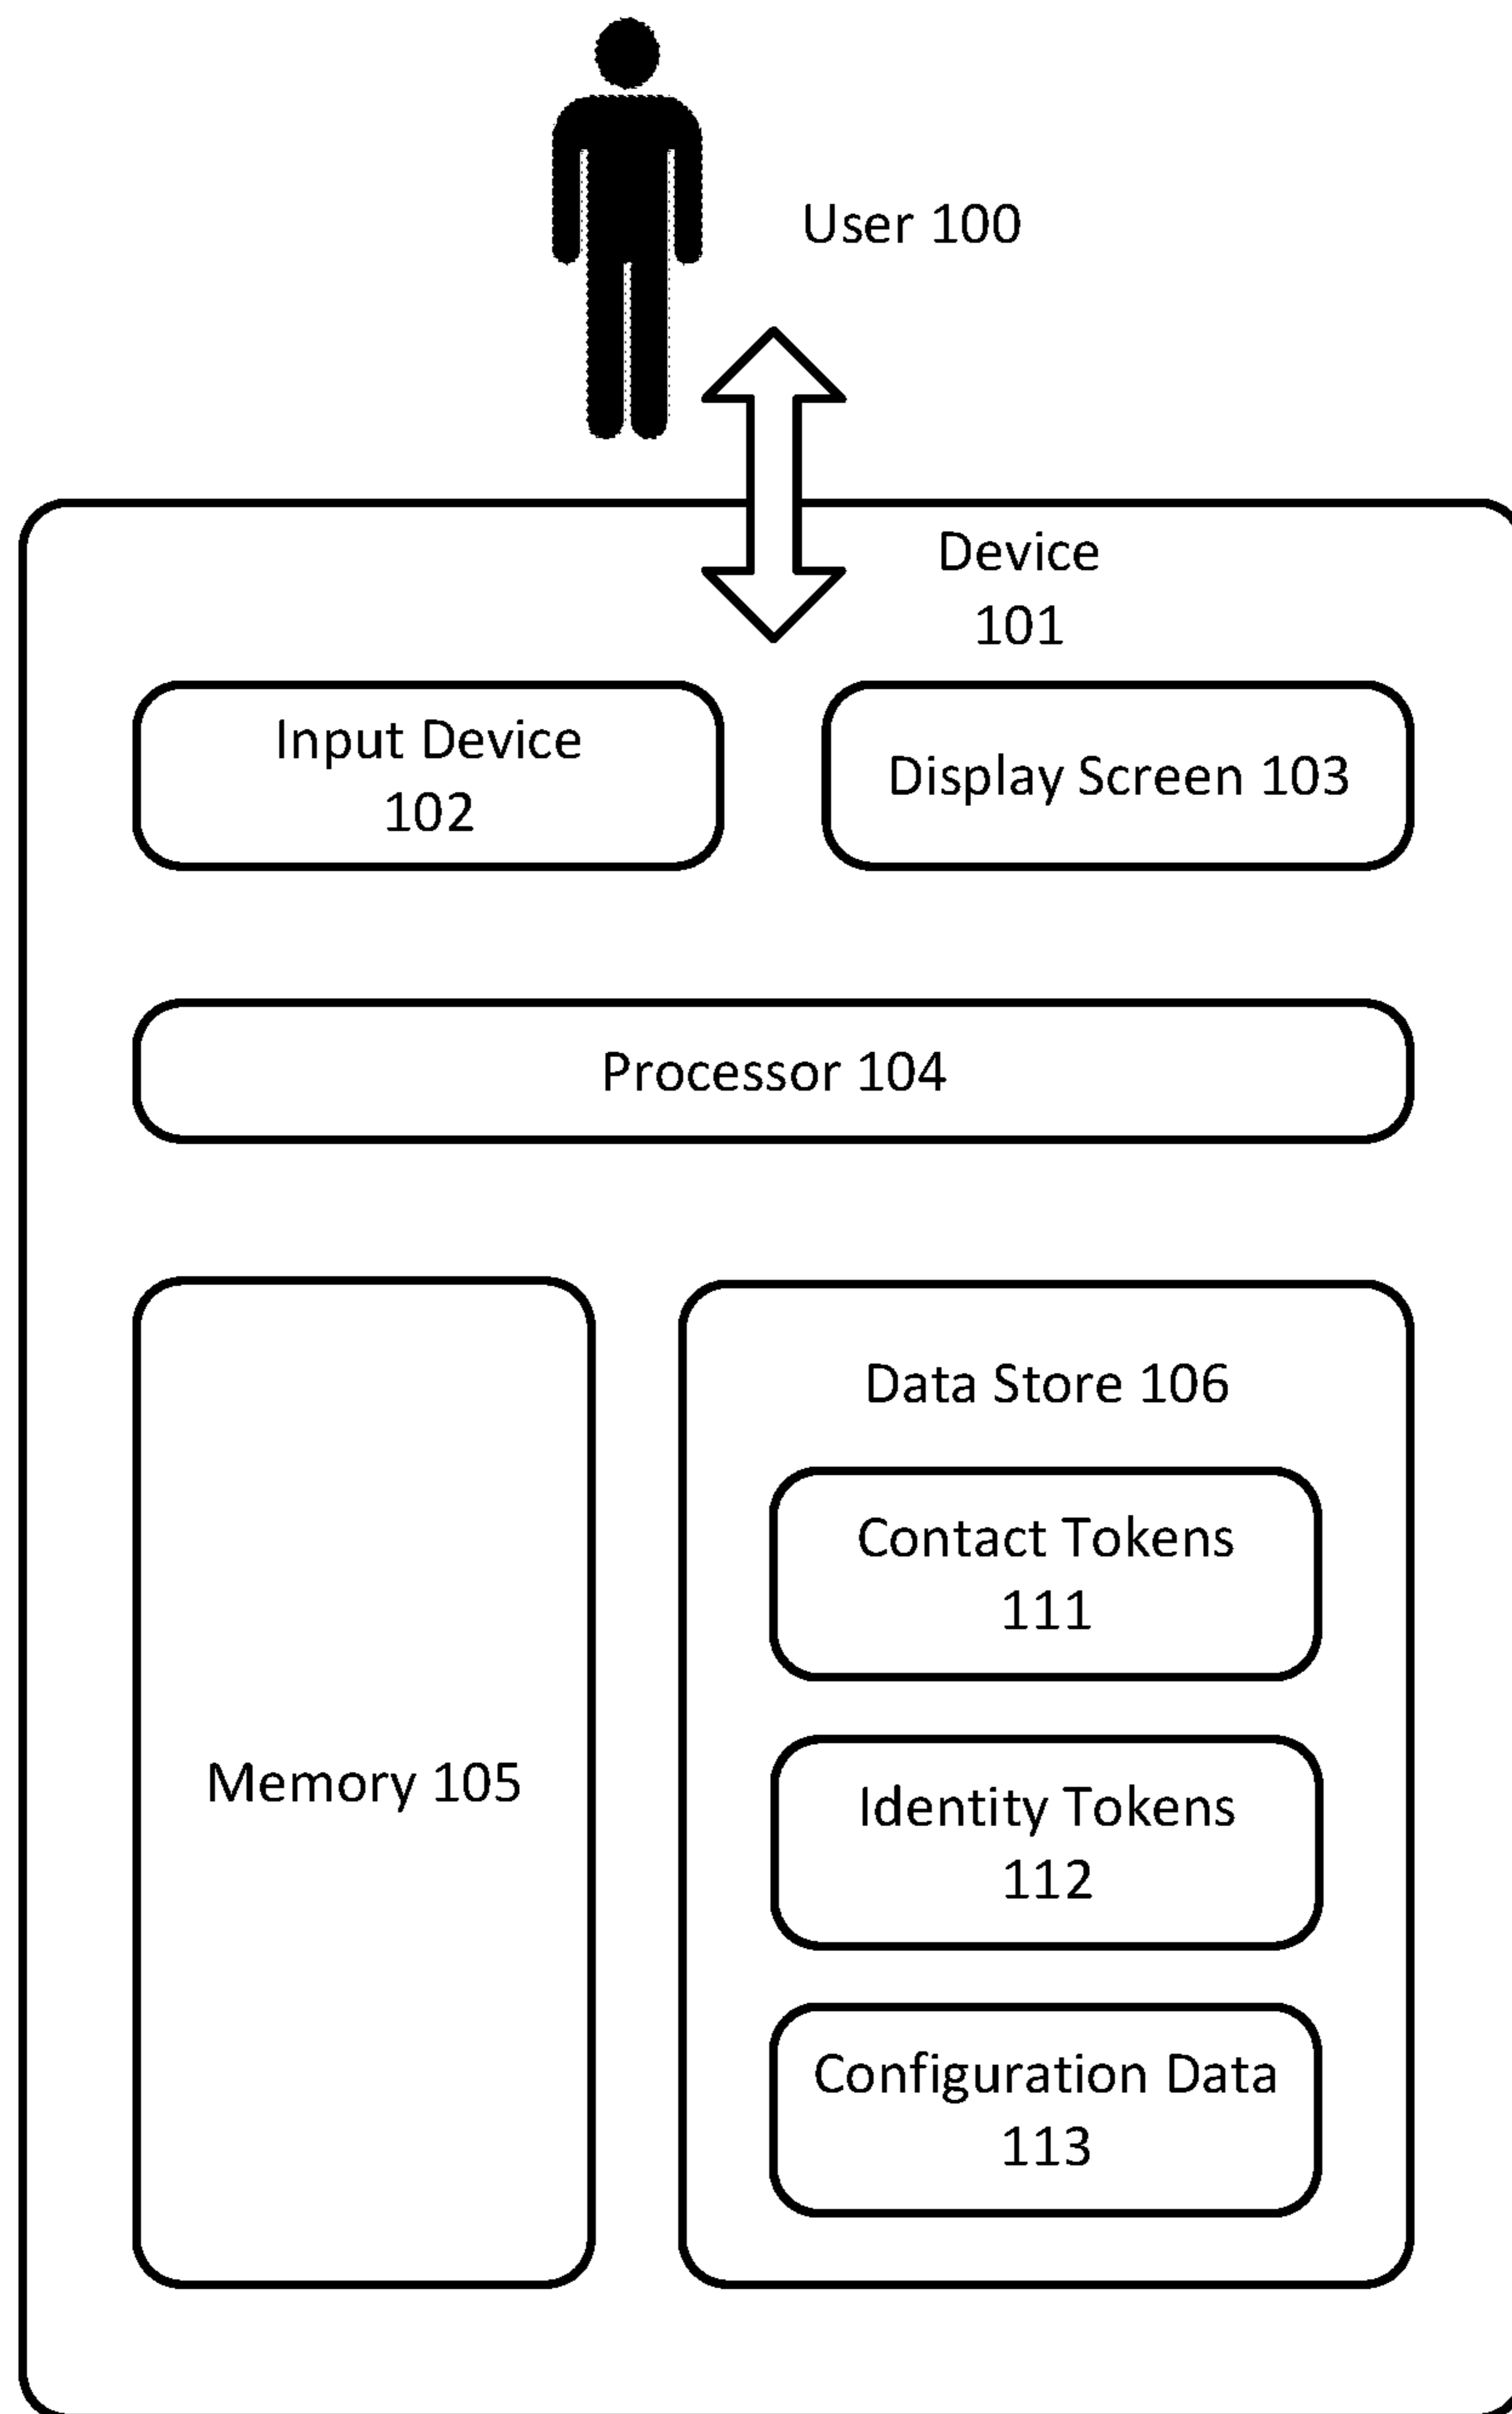 User 100
Device
101
Input Device
102
Display Screen 103
Processor 104
Memory 105
Data Store 106
Contact Tokens
111
Identity Tokens
112
Configuration Data
113